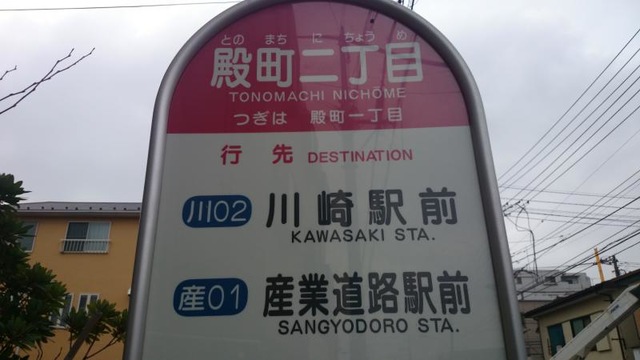 とのまちにちょうめ
殿町二丁目
TONOMACHI NICHŌME
つぎは 殿町一丁目
行先 DESTINATION
川02 川崎駅前
KAWASAKI STA.
産01 産業道路駅前
SANGYODORO STA.